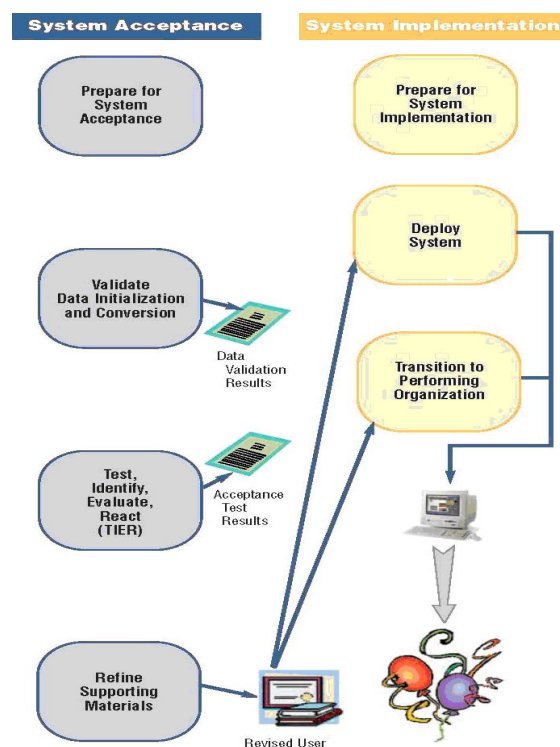 System Acceptance
Prepare for
System
Acceptance
Validate
Data Initialization
and Conversion
Data
Validation
Results
Test,
Identify,
Evaluate,
React
(TIER)
Acceptance
Test
Results
Refine
Supporting
Materials
Revised User
System Implementation
Prepare for
System
Implementation
Deploy
System
Transition to
Performing
Organization